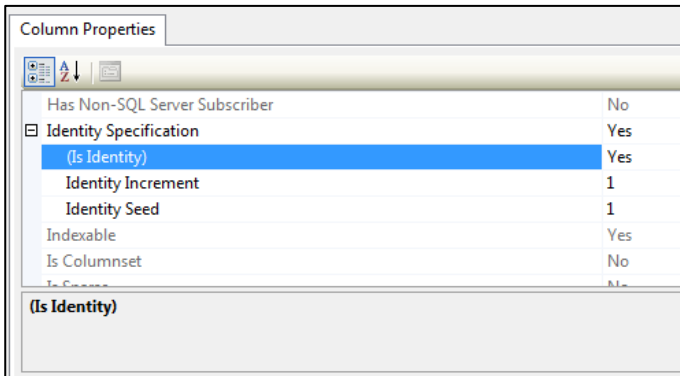 Column Properties
Has Non-SQL Server Subscriber No
Identity Specification Yes
(Is Identity) Yes
Identity Increment 1
Identity Seed 1
Indexable Yes
Is Columnset No
(Is Identity)